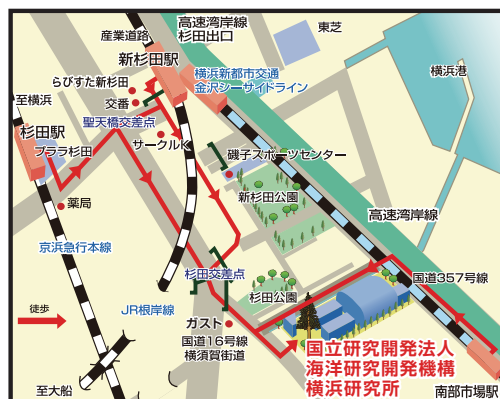 高速湾岸線
杉田出口
東芝
産業道路
新杉田駅
横浜新都市交通
金沢シーサイドライン
横浜港
らびすた新杉田
至横浜
交番
聖天橋交差点
杉田駅
サークルK
プララ杉田
磯子スポーツセンター
新杉田公園
薬局
高速湾岸線
京浜急行本線
杉田交差点
国道357号線
杉田公園
徒歩
JR根岸線
ガスト
国道16号線
横須賀街道
国立研究開発法人
海洋研究開発機構
横浜研究所
至大船
南部市場駅